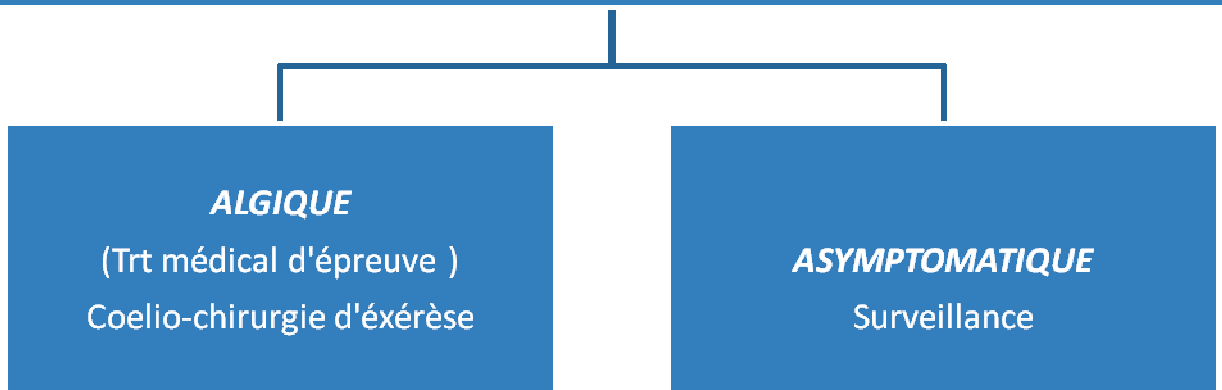 ALGIQUE
(Trt médical d'épreuve )
Coelio-chirurgie d'éxérèse
ASYMPTOMATIQUE
Surveillance